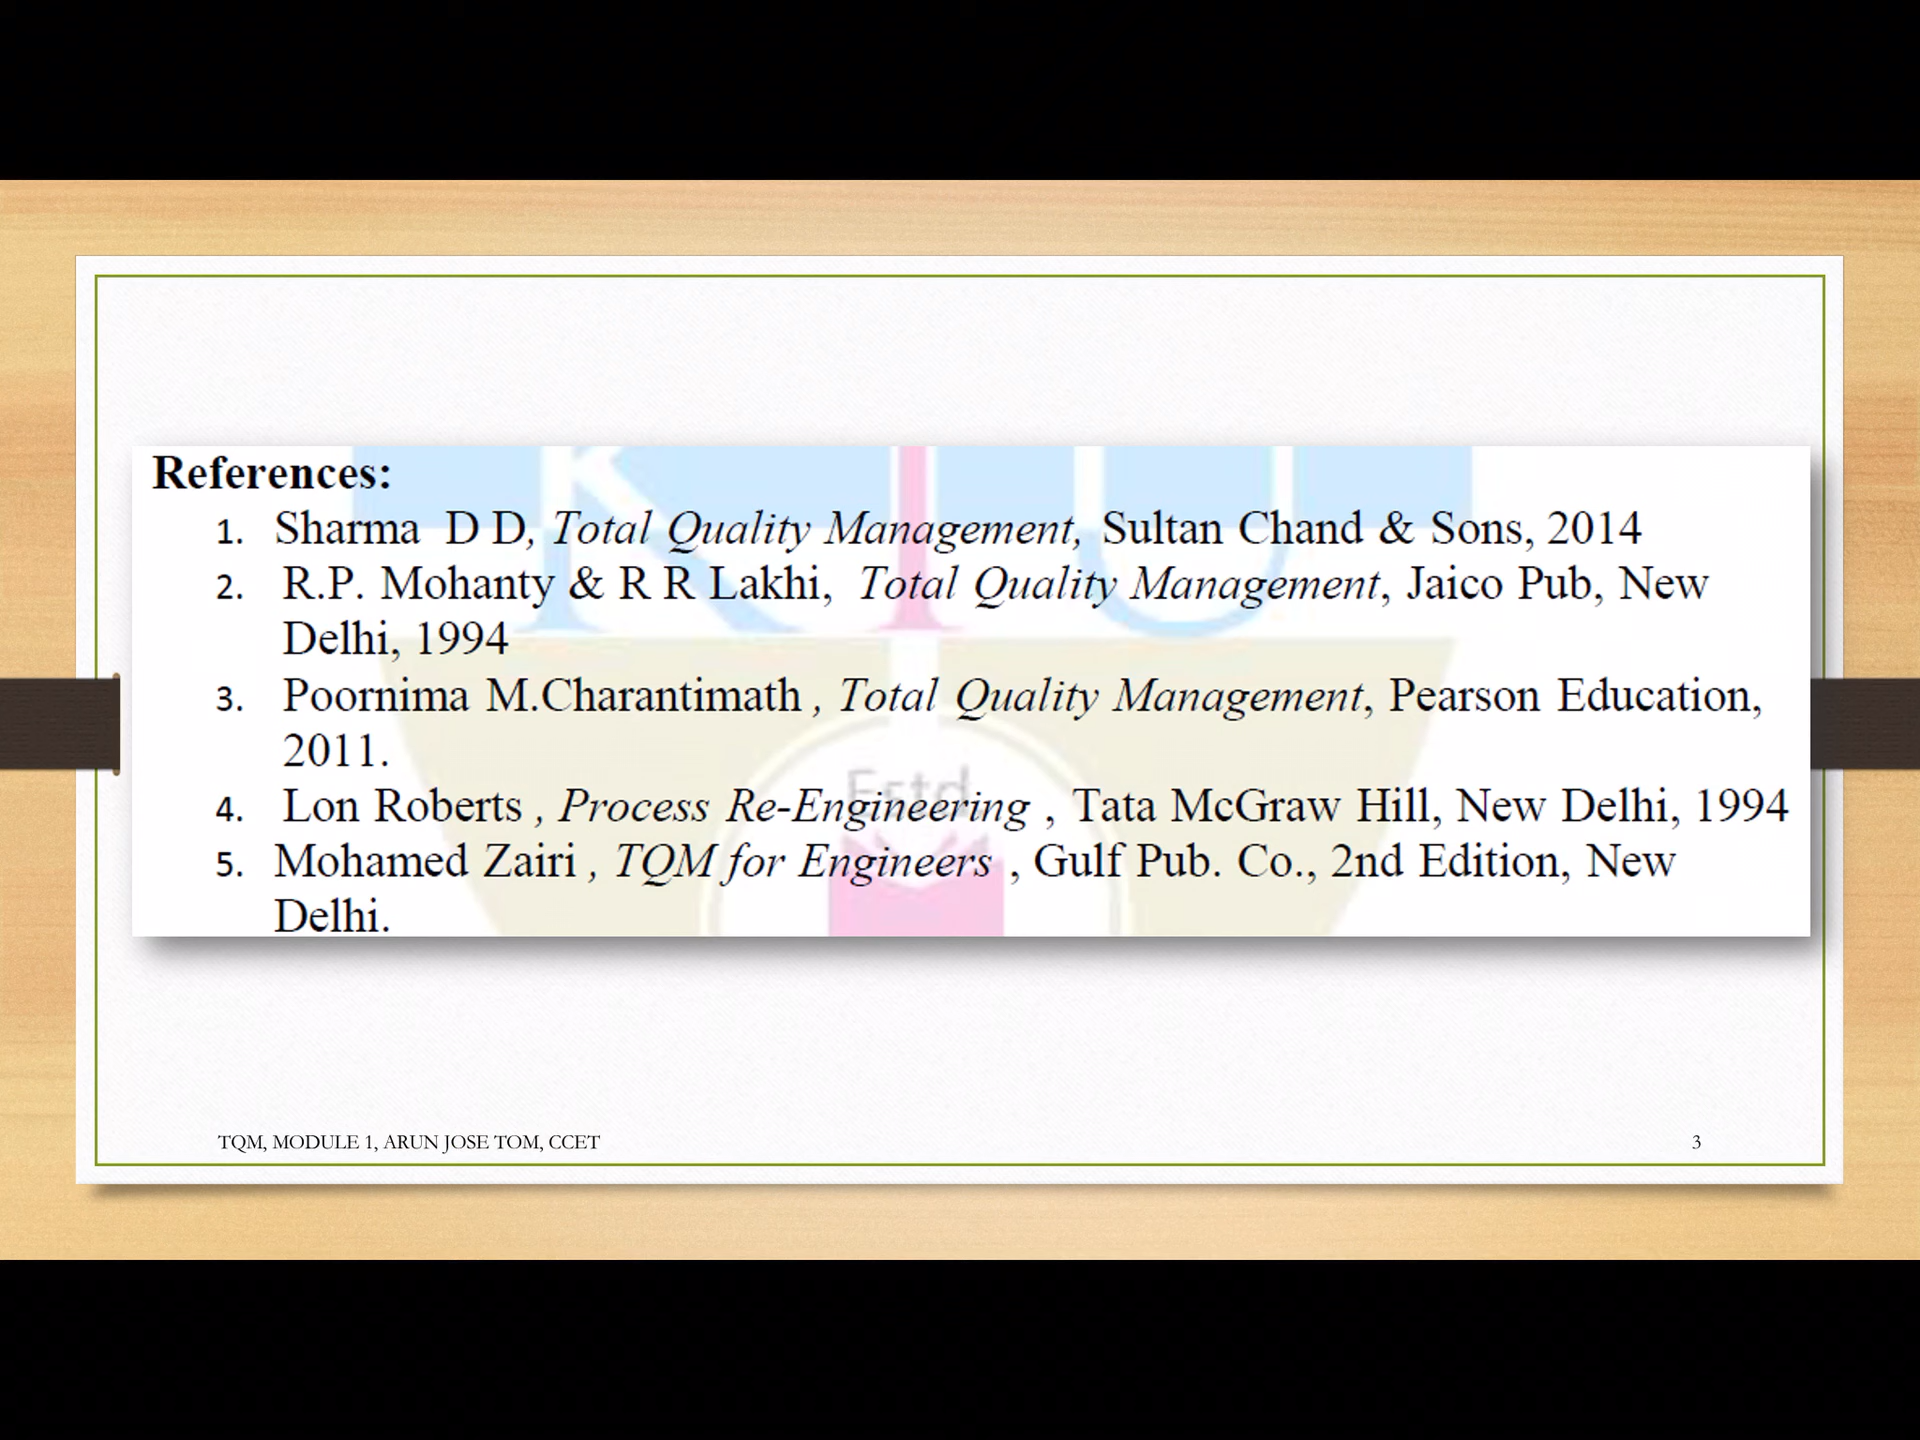 References:
1. Sharma D D, Total Quality Management, Sultan Chand & Sons, 2014
2. R.P. Mohanty & R R Lakhi, Total Quality Management, Jaico Pub, New
Delhi, 1994
3. Poornima M.Charantimath , Total Quality Management, Pearson Education,
2011.
4. Lon Roberts , Process Re-Engineering , Tata McGraw Hill, New Delhi, 1994
5. Mohamed Zairi , TQM for Engineers , Gulf Pub. Co., 2nd Edition, New
Delhi.
KTU
Estd.
TQM, MODULE 1, ARUN JOSE TOM, CCET
3